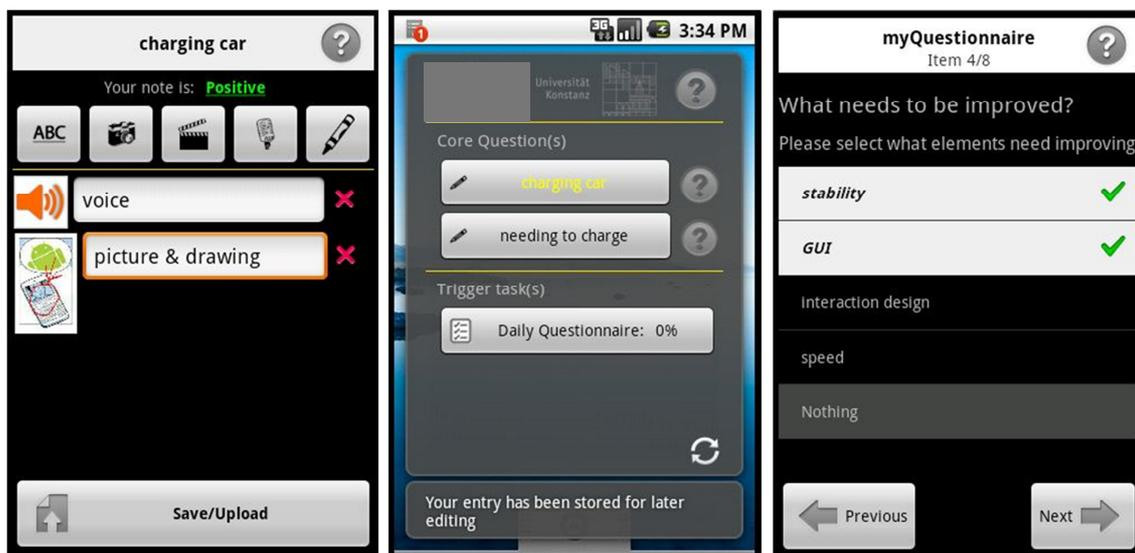 charging car
?
Your note is: Positive
ABC
voice
picture & drawing
Save/Upload
1
3G
3:34 PM
Universität
Konstanz
?
Core Question(s)
charging car
?
needing to charge
?
Trigger task(s)
Daily Questionnaire: 0%
Your entry has been stored for later
editing
myQuestionnaire
Item 4/8
?
What needs to be improved?
Please select what elements need improving
stability
GUI
interaction design
speed
Nothing
Previous
Next